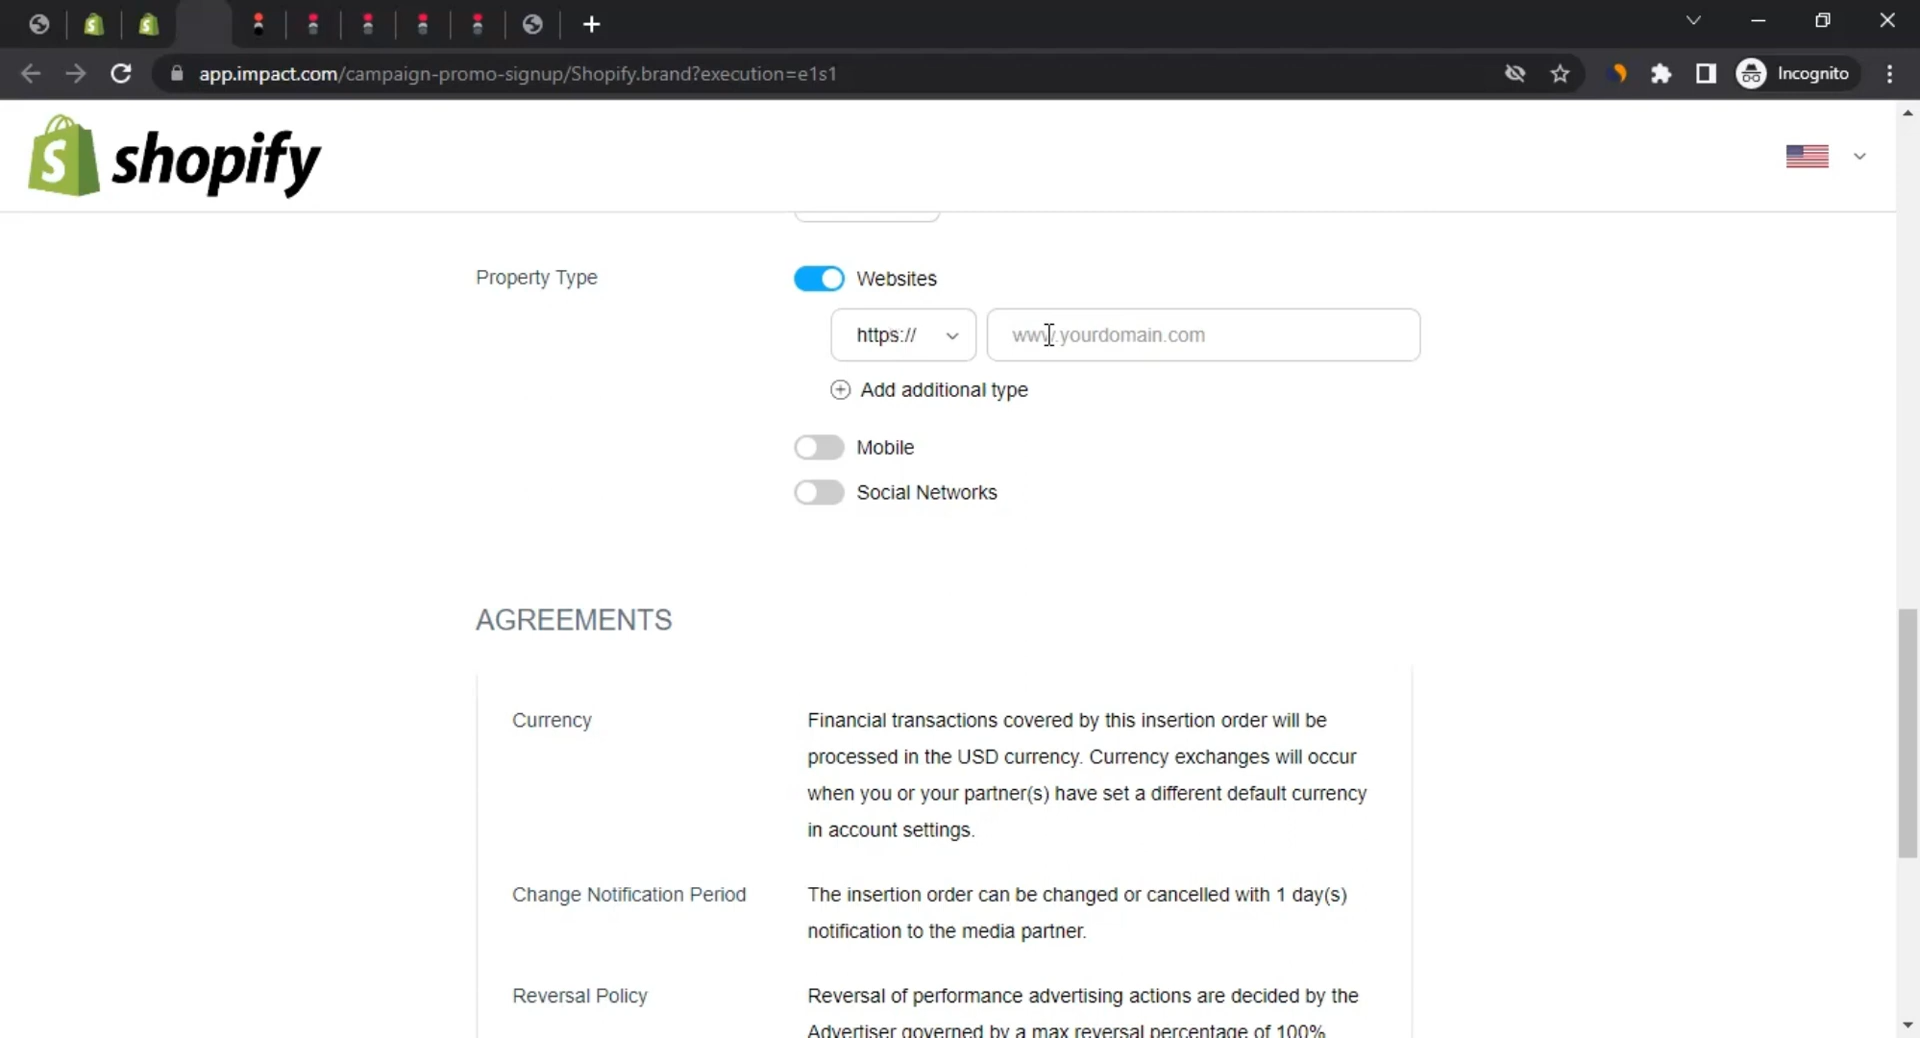 app.impact.com/campaign-promo-signup/Shopify.brand?execution=e1s1
Incognito
shopify
Property Type
Websites
https://
www.yourdomain.com
Add additional type
Mobile
Social Networks
AGREEMENTS
Currency
Financial transactions covered by this insertion order will be
processed in the USD currency. Currency exchanges will occur
when you or your partner(s) have set a different default currency
in account settings.
Change Notification Period
The insertion order can be changed or cancelled with 1 day(s)
notification to the media partner.
Reversal Policy
Reversal of performance advertising actions are decided by the
Advertiser governed by a max reversal percentage of 100%